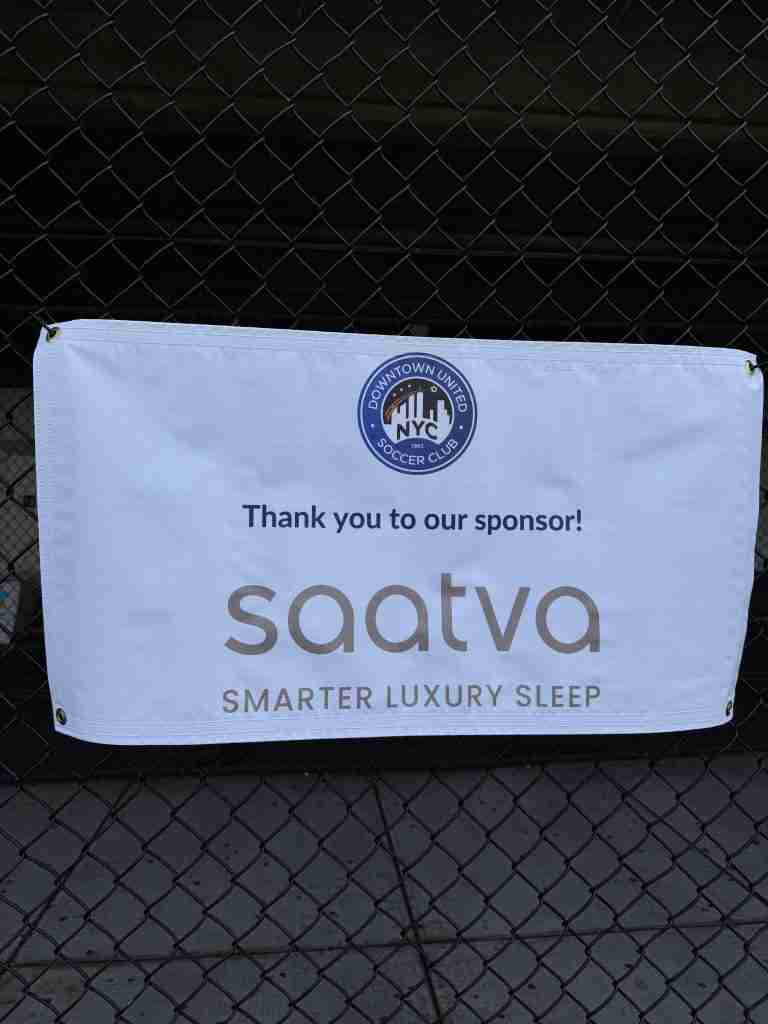 DOWNTOWN UNITED
NYC
SOCCER CLUB
Thank you to our sponsor!
saatva
SMARTER LUXURY SLEEP